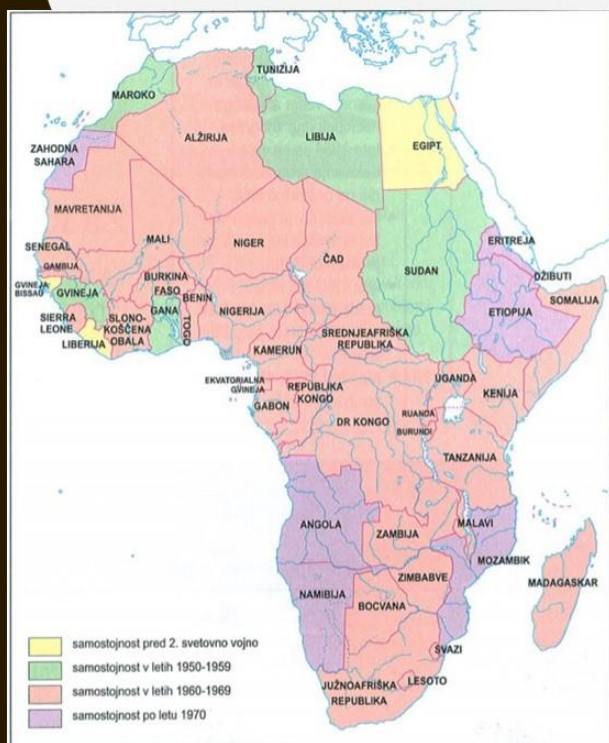 TUNIZIJA
MAROKO
ALŽIRIJA
LIBIJA
EGIPT
ZAHODNA
SAHARA
MAVRETANIJA
MALI
NIGER
ČAD
SUDAN
ERITREJA
SENEGAL
GAMBIJA
GVINEJA
BISSAU
GVINEJA
BURKINA
FASO
BENIN
NIGERIJA
DŽIBUTI
SOMALIJA
ETIOPIJA
SIERRA
LEONE
SLONO-
KOŠČENA
OBALA
GANA
TOGO
LIBERIJA
KAMERUN
SREDNJEAFRIŠKA
REPUBLIKA
EKVATORIALNA
GVINEJA
REPUBLIKA
KONGO
GABON
UGANDA
KENIJA
DR KONGO
RUANDA
BURUNDI
TANZANIJA
ANGOLA
ZAMBIJA
MALAVI
MOZAMBIK
ZIMBABVE
MADAGASKAR
NAMIBIJA
BOCVANA
SVAZI
LESOTO
JUŽNOAFRIŠKA
REPUBLIKA
samostojnost pred 2. svetovno vojno
samostojnost v letih 1950-1959
samostojnost v letih 1960-1969
samostojnost po letu 1970